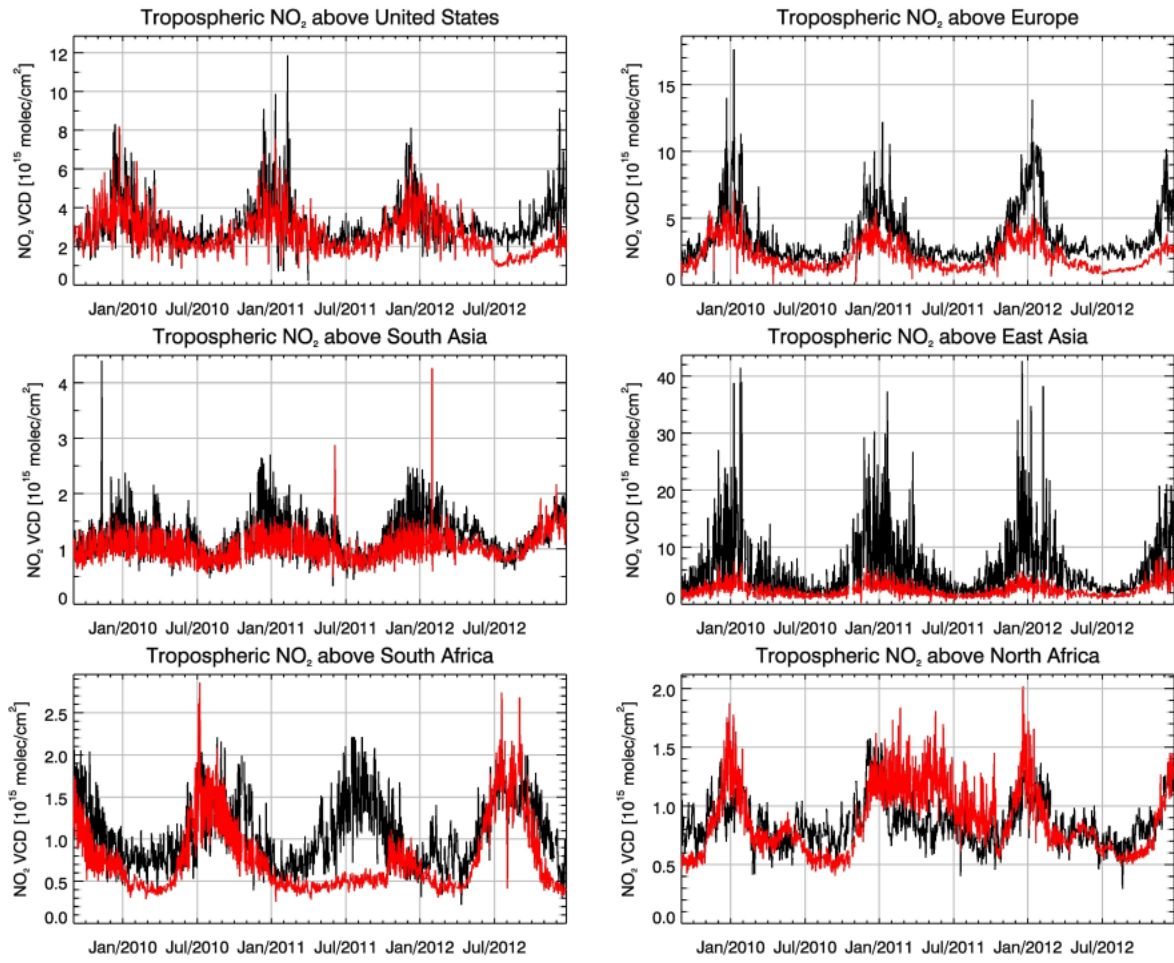 Tropospheric NO₂ above United States
NO₂ VCD [10¹⁵ molec/cm²]
12
10
8
6
4
2
0
Jan/2010 Jul/2010 Jan/2011 Jul/2011 Jan/2012 Jul/2012
Tropospheric NO₂ above Europe
NO₂ VCD [10¹⁵ molec/cm²]
15
10
5
0
Jan/2010 Jul/2010 Jan/2011 Jul/2011 Jan/2012 Jul/2012
Tropospheric NO₂ above South Asia
NO₂ VCD [10¹⁵ molec/cm²]
4
3
2
1
0
Jan/2010 Jul/2010 Jan/2011 Jul/2011 Jan/2012 Jul/2012
Tropospheric NO₂ above East Asia
NO₂ VCD [10¹⁵ molec/cm²]
40
30
20
10
0
Jan/2010 Jul/2010 Jan/2011 Jul/2011 Jan/2012 Jul/2012
Tropospheric NO₂ above South Africa
NO₂ VCD [10¹⁵ molec/cm²]
2.5
2.0
1.5
1.0
0.5
0.0
Jan/2010 Jul/2010 Jan/2011 Jul/2011 Jan/2012 Jul/2012
Tropospheric NO₂ above North Africa
NO₂ VCD [10¹⁵ molec/cm²]
2.0
1.5
1.0
0.5
0.0
Jan/2010 Jul/2010 Jan/2011 Jul/2011 Jan/2012 Jul/2012